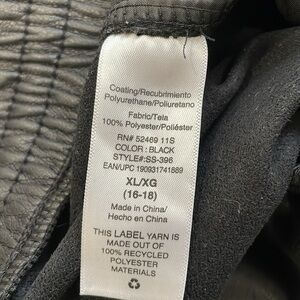 Coating/Recubrimiento
Polyurethane/Poliuretano
Fabric/Tela
100% Polyester/Poliéster
RN# 52469 11S
COLOR: BLACK
STYLE#:SS-396
EAN/UPC 190931741889
XL/XG
(16-18)
Made in China/
Hecho en China
THIS LABEL YARN IS
MADE OUT OF
100% RECYCLED
POLYESTER
MATERIALS